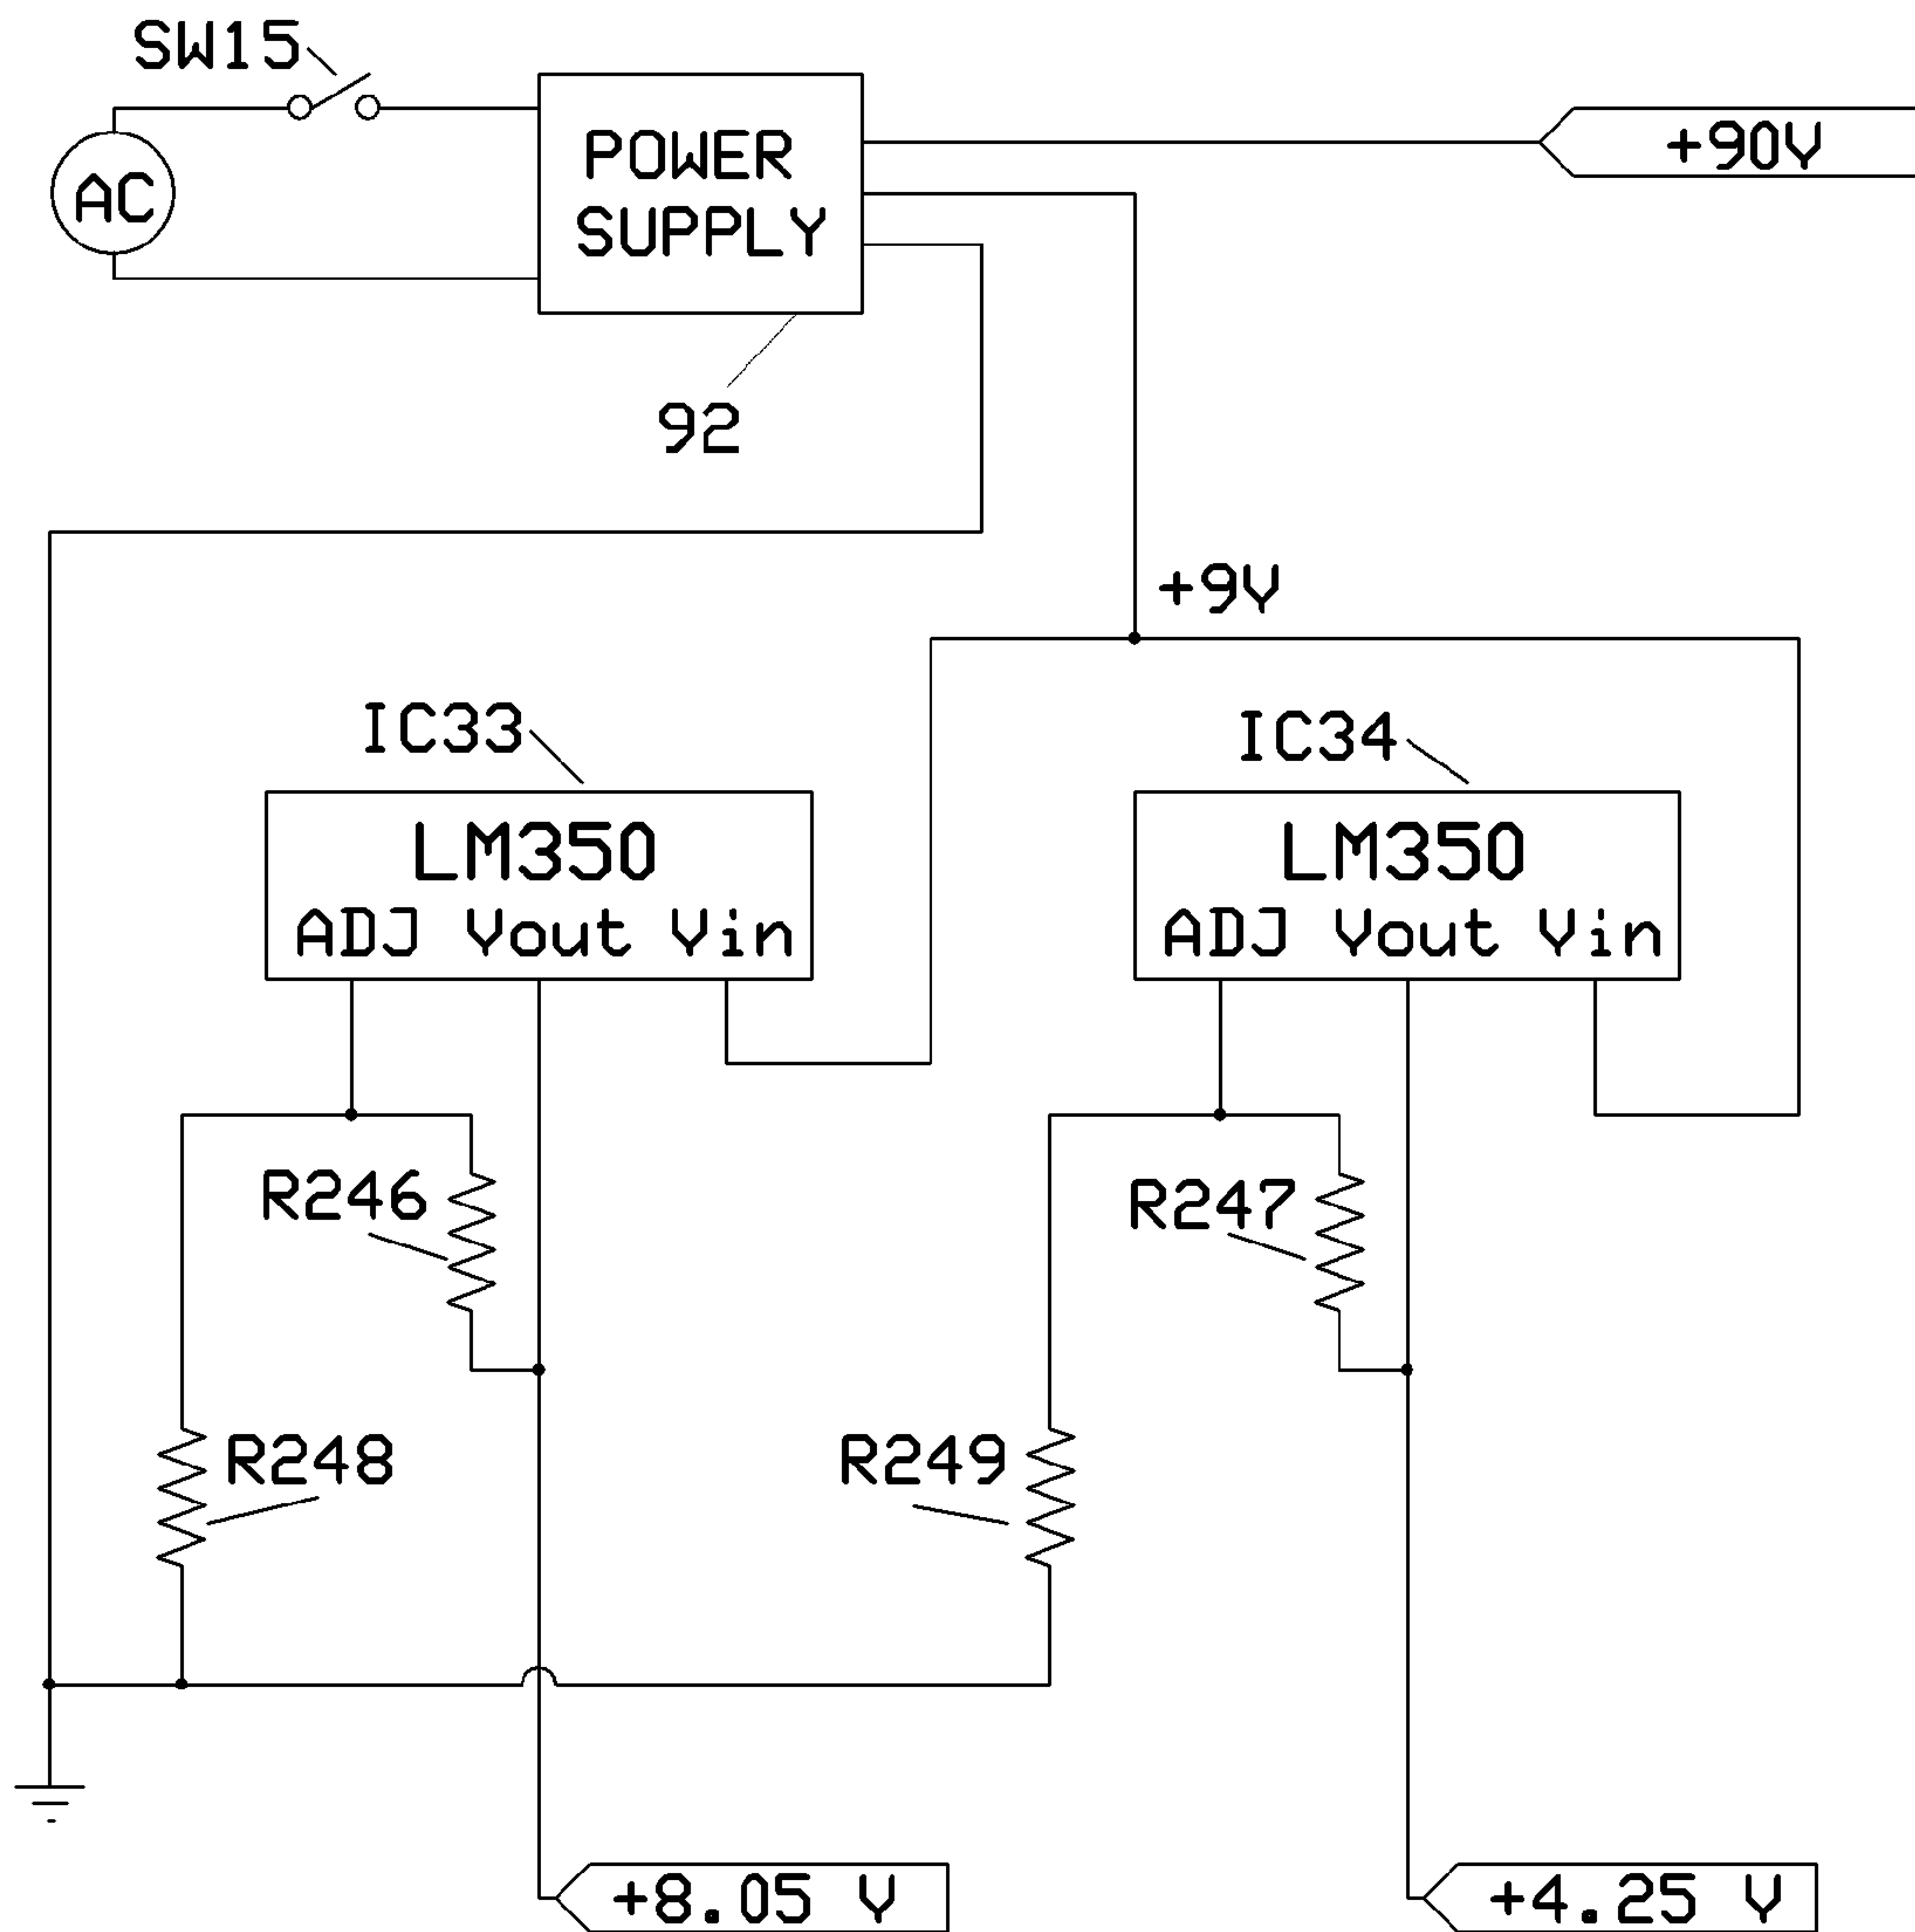 SW15
POWER
SUPPLY
+90V
AC
92
+9V
IC33
IC34
LM350
ADJ Vout Vin
LM350
ADJ Vout Vin
R246
R247
R248
R249
+8.05 V
+4.25 V